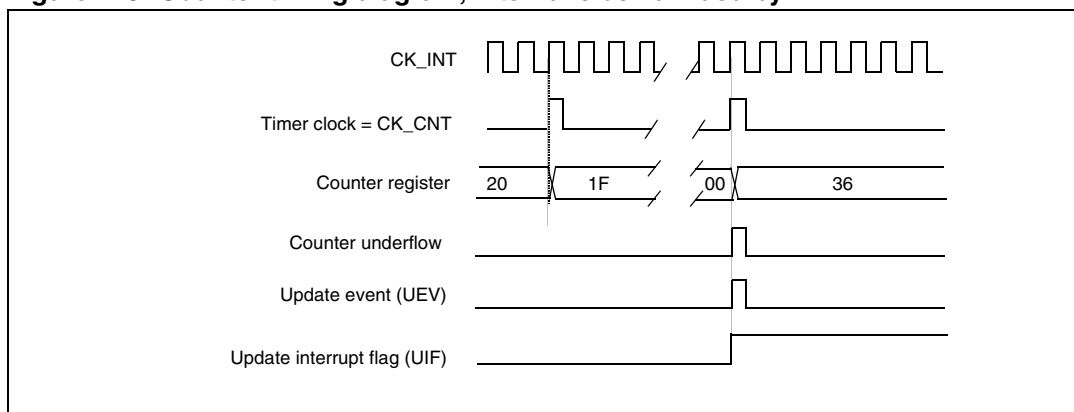 CK_INT
Timer clock = CK_CNT
Counter register 20 1F 00 36
Counter underflow
Update event (UEV)
Update interrupt flag (UIF)